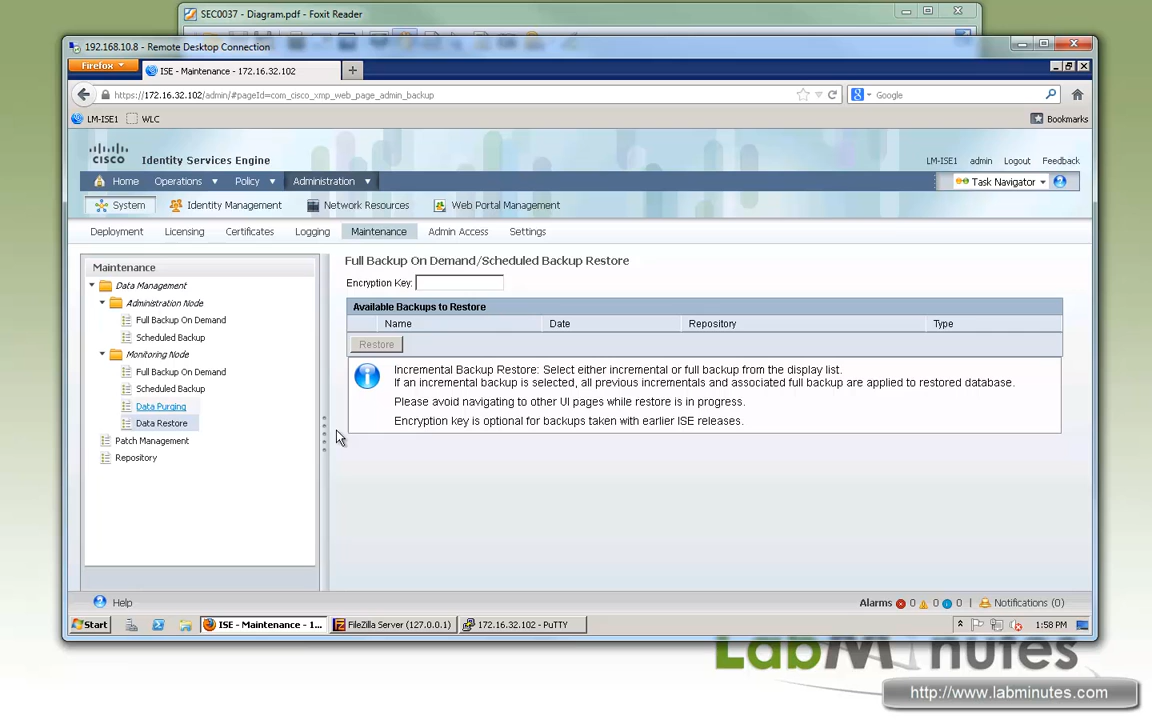 SEC0037 - Diagram.pdf - Foxit Reader
192.168.10.8 - Remote Desktop Connection
Firefox
ISE - Maintenance - 172.16.32.102
https://172.16.32.102/admin/#pageId=com_cisco_xmp_web_page_admin_backup
Google
LM-ISE1
WLC
Bookmarks
CISCO
Identity Services Engine
LM-ISE1 admin Logout Feedback
Home Operations Policy Administration
Task Navigator
System Identity Management Network Resources Web Portal Management
Deployment Licensing Certificates Logging Maintenance Admin Access Settings
Maintenance
Data Management
Administration Node
Full Backup On Demand
Scheduled Backup
Monitoring Node
Full Backup On Demand
Scheduled Backup
Data Purging
Data Restore
Patch Management
Repository
Full Backup On Demand/Scheduled Backup Restore
Encryption Key:
Available Backups to Restore
Name Date Repository Type
Restore
Incremental Backup Restore: Select either incremental or full backup from the display list.
If an incremental backup is selected, all previous incrementals and associated full backup are applied to restored database.
Please avoid navigating to other UI pages while restore is in progress.
Encryption key is optional for backups taken with earlier ISE releases.
Help
Alarms 0 0 0 | Notifications (0)
Start
ISE - Maintenance - 1...
FileZilla Server (127.0.0.1)
172.16.32.102 - PuTTY
1:58 PM
LabMinutes
http://www.labminutes.com